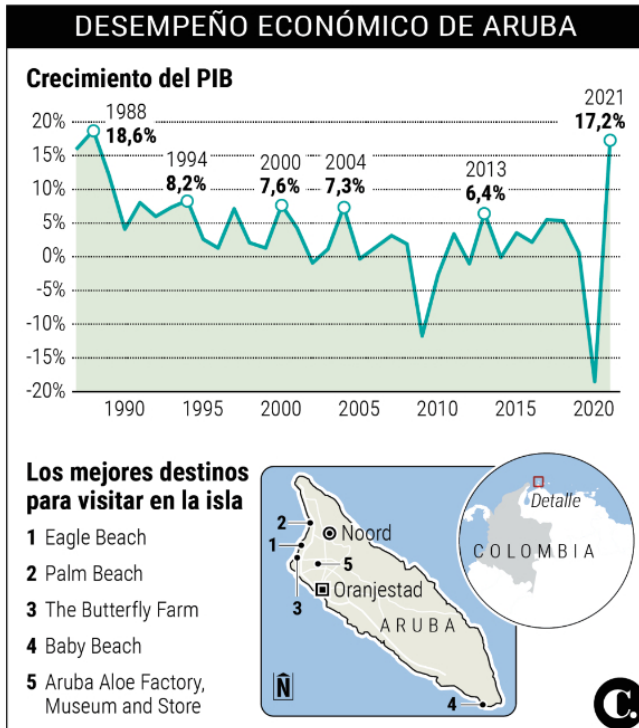 DESEMPEÑO ECONÓMICO DE ARUBA
Crecimiento del PIB
20%
15%
10%
5%
0%
-10%
-15%
-20%
1988
18,6%
1994
8,2%
2000
7,6%
2004
7,3%
2013
6,4%
2021
17,2%
1990
1995
2000
2005
2010
2015
2020
Los mejores destinos
para visitar en la isla
1 Eagle Beach
2 Palm Beach
3 The Butterfly Farm
4 Baby Beach
5 Aruba Aloe Factory,
Museum and Store
2
Noord
1
5
3
Oranjestad
ARUBA
4
N
Detalle
COLOMBIA
C.